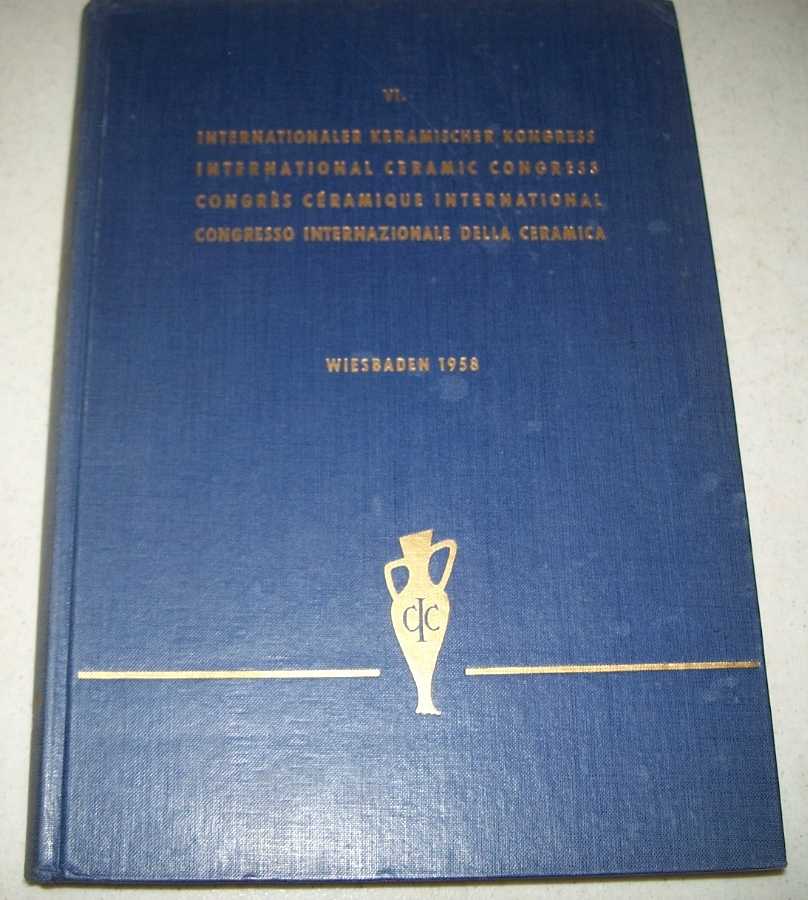 VI.
INTERNATIONALER KERAMISCHER KONGRESS
INTERNATIONAL CERAMIC CONGRESS
CONGRÈS CÉRAMIQUE INTERNATIONAL
CONGRESSO INTERNAZIONALE DELLA CERAMICA
WIESBADEN 1958
CIC